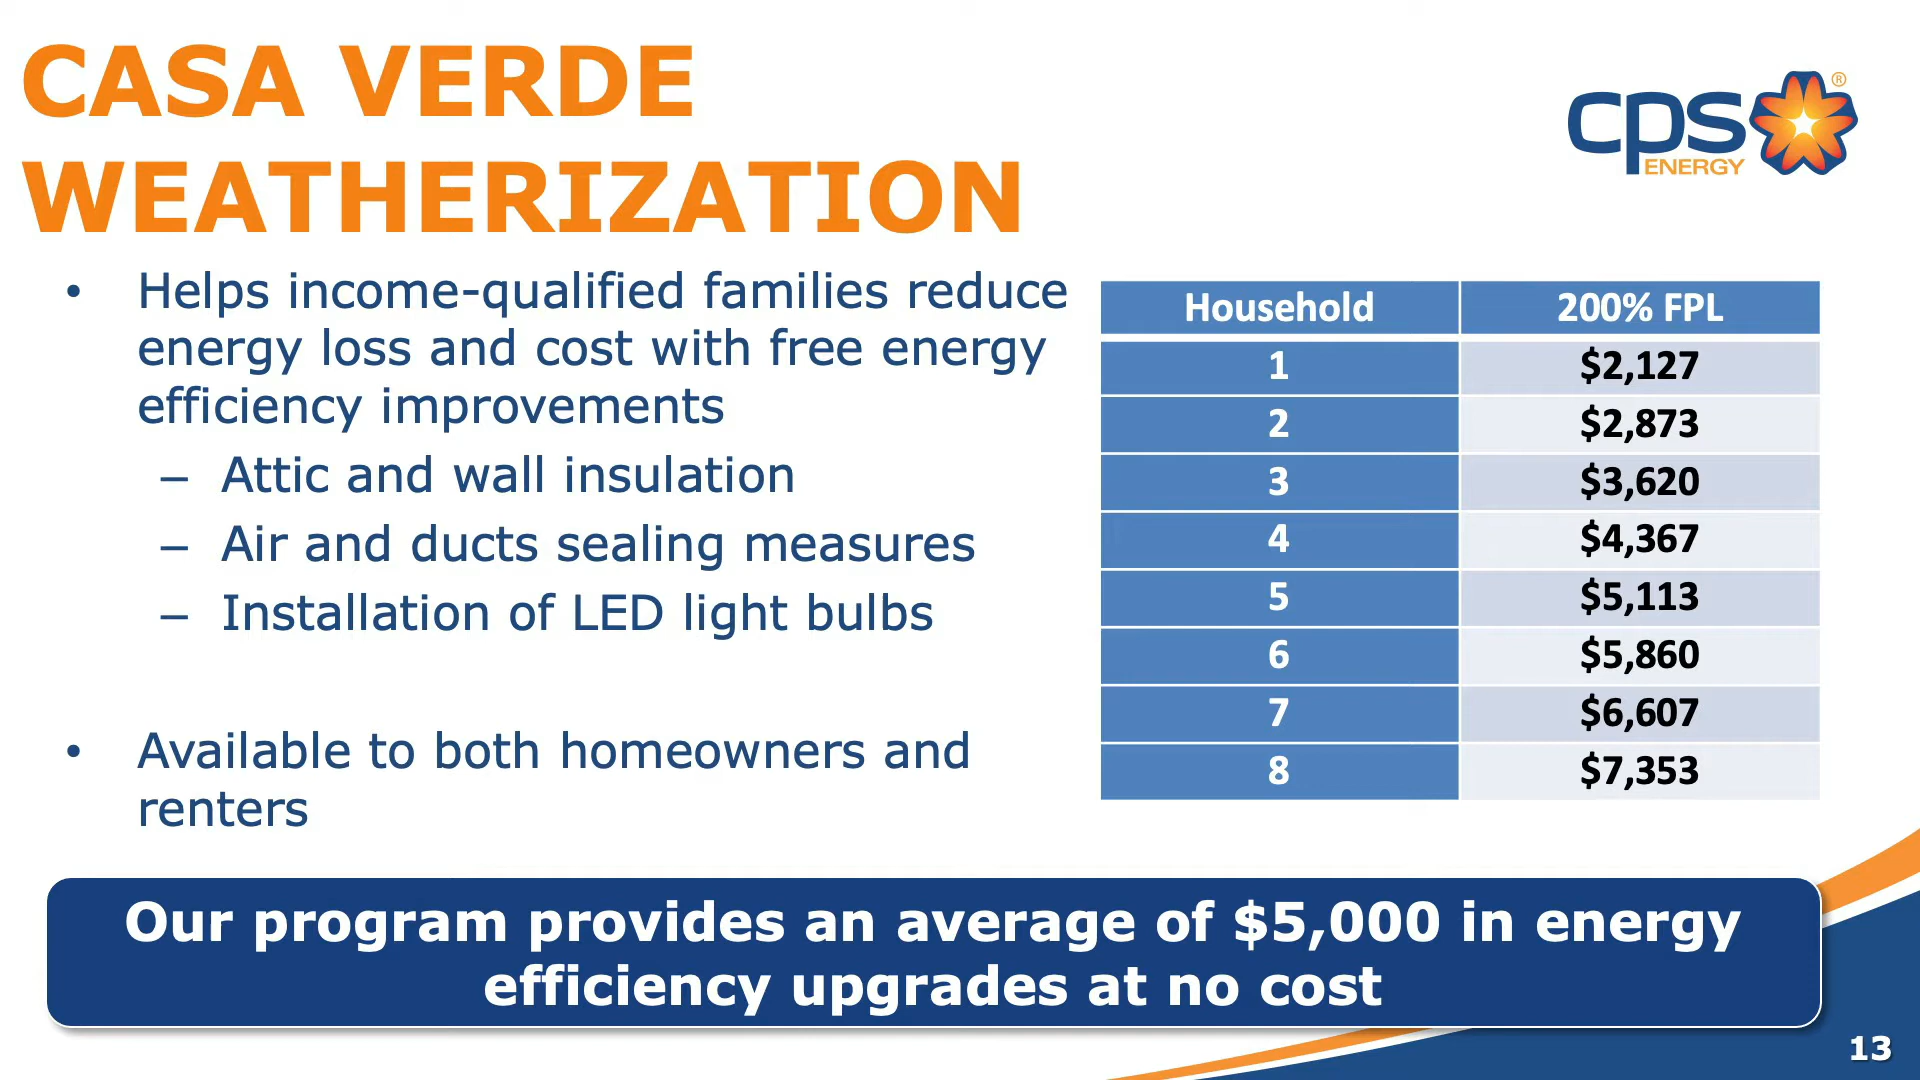 CASA VERDE
WEATHERIZATION
cps
ENERGY
®
• Helps income-qualified families reduce
energy loss and cost with free energy
efficiency improvements
– Attic and wall insulation
– Air and ducts sealing measures
– Installation of LED light bulbs
• Available to both homeowners and
renters
Household 200% FPL
1 $2,127
2 $2,873
3 $3,620
4 $4,367
5 $5,113
6 $5,860
7 $6,607
8 $7,353
Our program provides an average of $5,000 in energy
efficiency upgrades at no cost
13